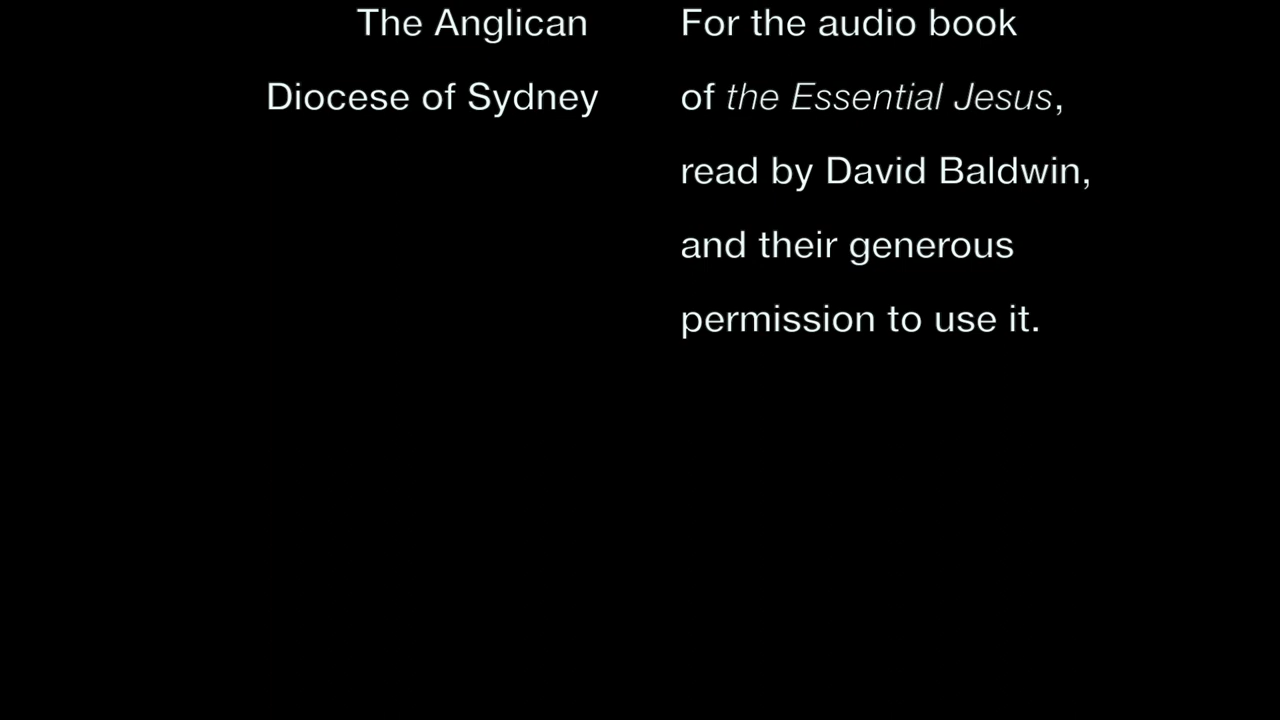 The Anglican
Diocese of Sydney
For the audio book
of the Essential Jesus,
read by David Baldwin,
and their generous
permission to use it.